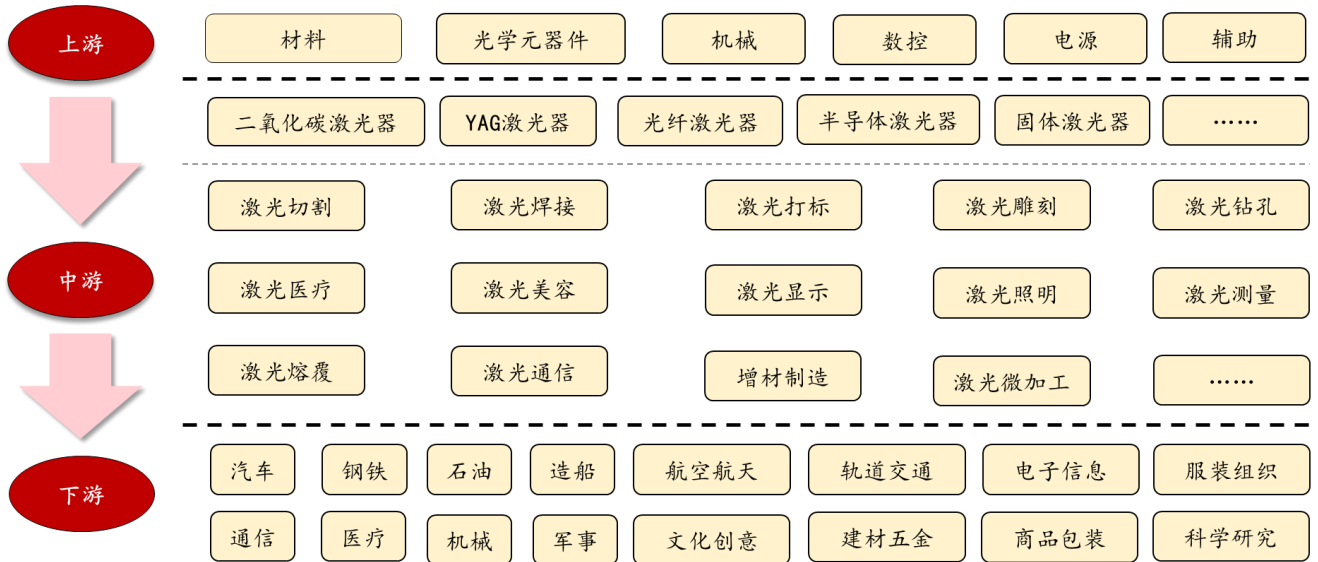 上游
材料 光学元器件 机械 数控 电源 辅助
二氧化碳激光器 YAG激光器 光纤激光器 半导体激光器 固体激光器 ……
激光切割 激光焊接 激光打标 激光雕刻 激光钻孔
中游
激光医疗 激光美容 激光显示 激光照明 激光测量
激光熔覆 激光通信 增材制造 激光微加工 ……
汽车 钢铁 石油 造船 航空航天 轨道交通 电子信息 服装组织
下游
通信 医疗 机械 军事 文化创意 建材五金 商品包装 科学研究